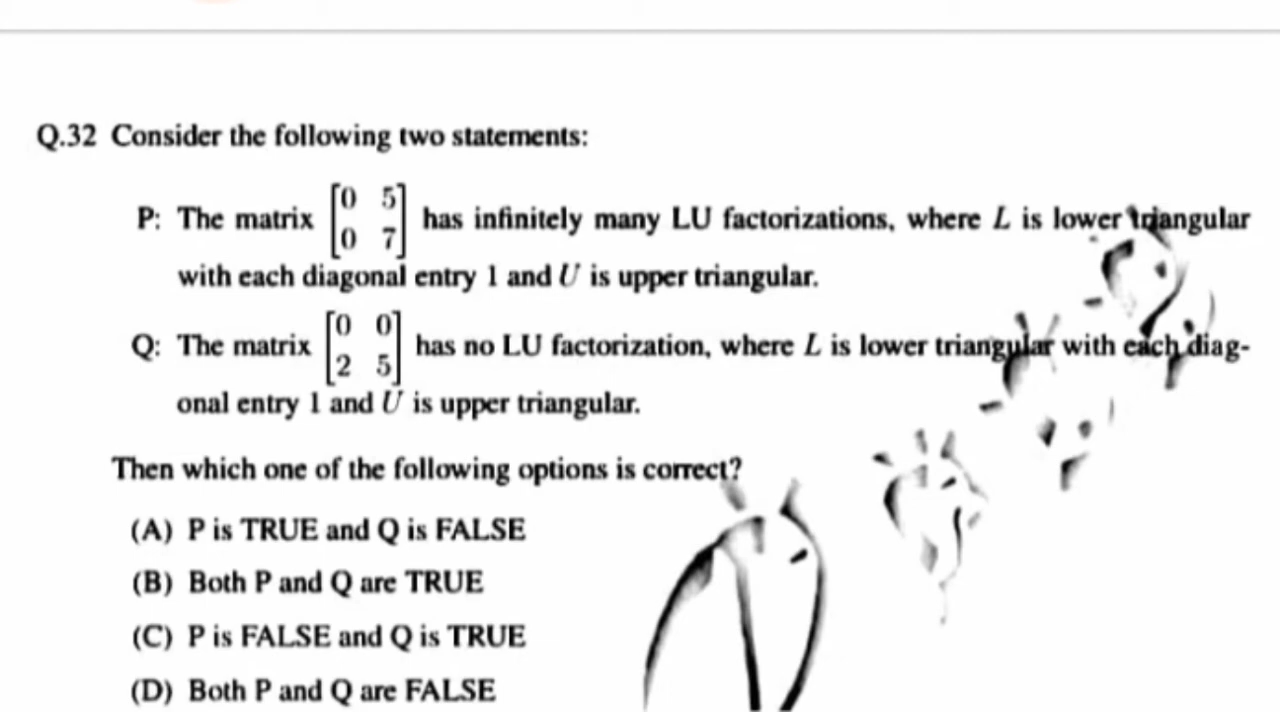 Q.32 Consider the following two statements:
P: The matrix [0 5; 0 7] has infinitely many LU factorizations, where L is lower triangular
with each diagonal entry 1 and U is upper triangular.
Q: The matrix [0 0; 2 5] has no LU factorization, where L is lower triangular with each diag-
onal entry 1 and U is upper triangular.
Then which one of the following options is correct?
(A) P is TRUE and Q is FALSE
(B) Both P and Q are TRUE
(C) P is FALSE and Q is TRUE
(D) Both P and Q are FALSE